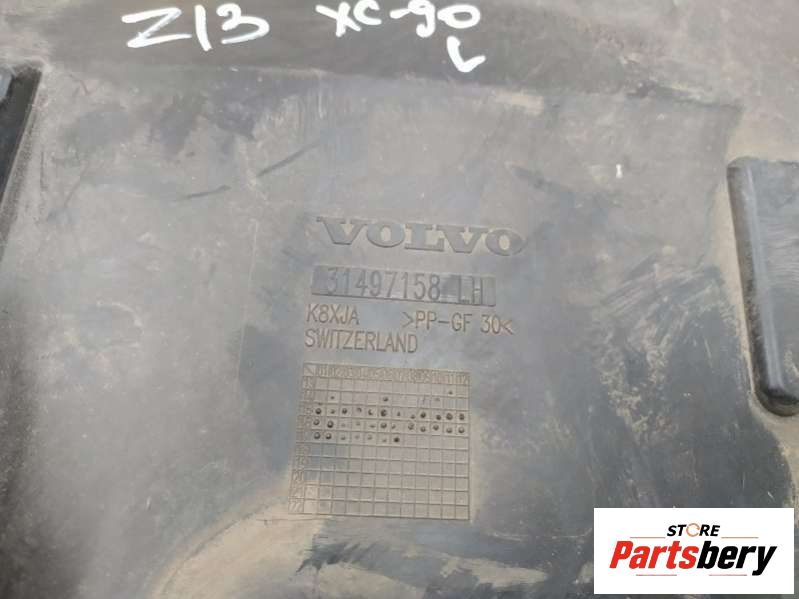 Z13 XC-90
L
VOLVO
31497158 LH
K8XJA >PP-GF 30<
SWITZERLAND
STORE
Partsbery